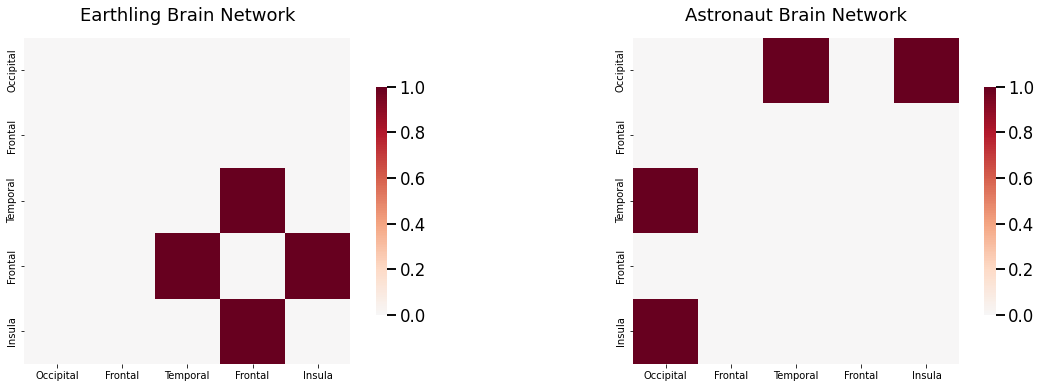 Earthling Brain Network
Occipital
Frontal
Temporal
Frontal
Insula
Occipital Frontal Temporal Frontal Insula
1.0
0.8
0.6
0.4
0.2
0.0
Astronaut Brain Network
Occipital
Frontal
Temporal
Frontal
Insula
Occipital Frontal Temporal Frontal Insula
1.0
0.8
0.6
0.4
0.2
0.0